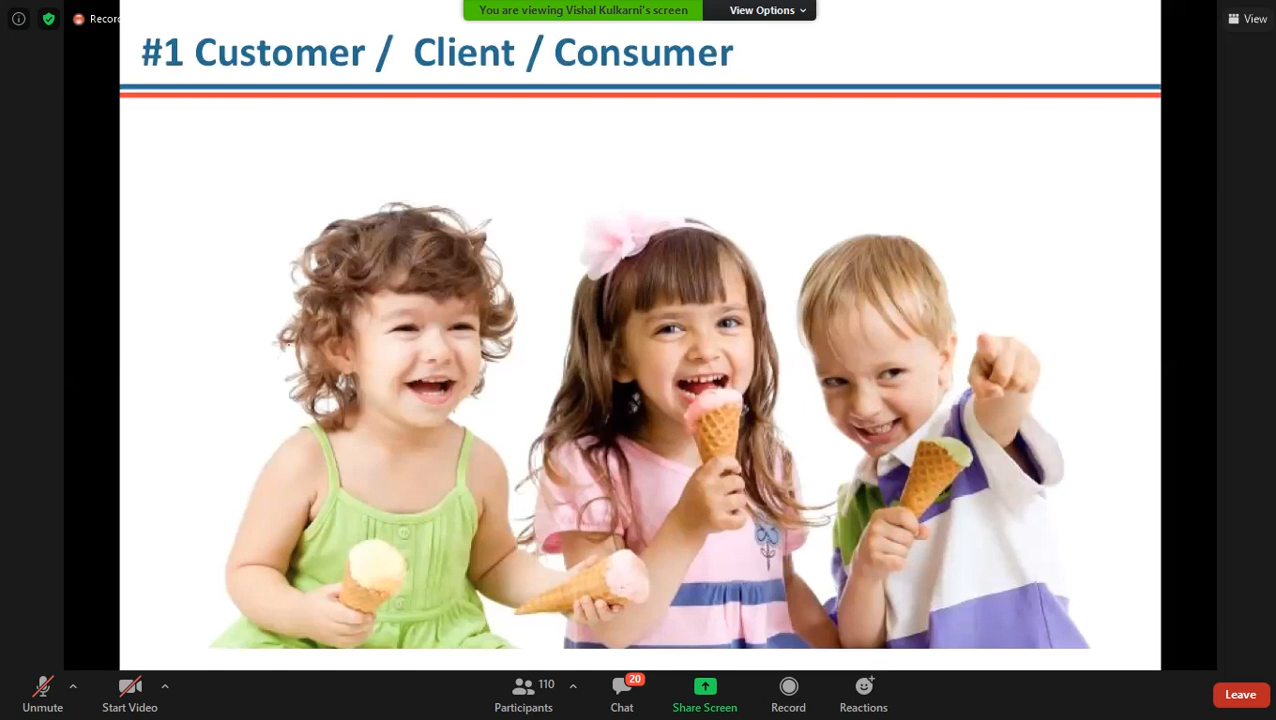 You are viewing Vishal Kulkarni's screen
View Options
View
#1 Customer / Client / Consumer
Unmute
Start Video
110
Participants
20
Chat
Share Screen
Record
Reactions
Leave